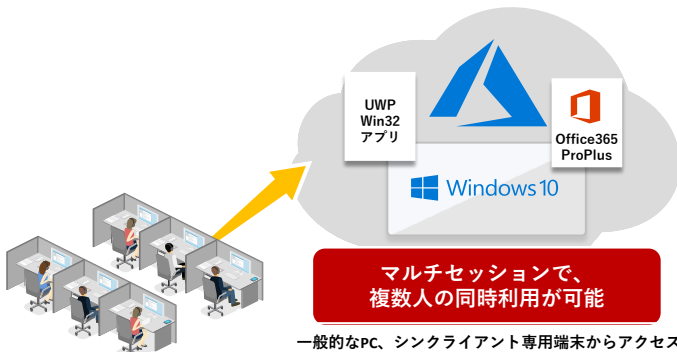 UWP
Win32
アプリ
Office365
ProPlus
Windows10
マルチセッションで、
複数人の同時利用が可能
一般的なPC、シンクライアント専用端末からアクセス